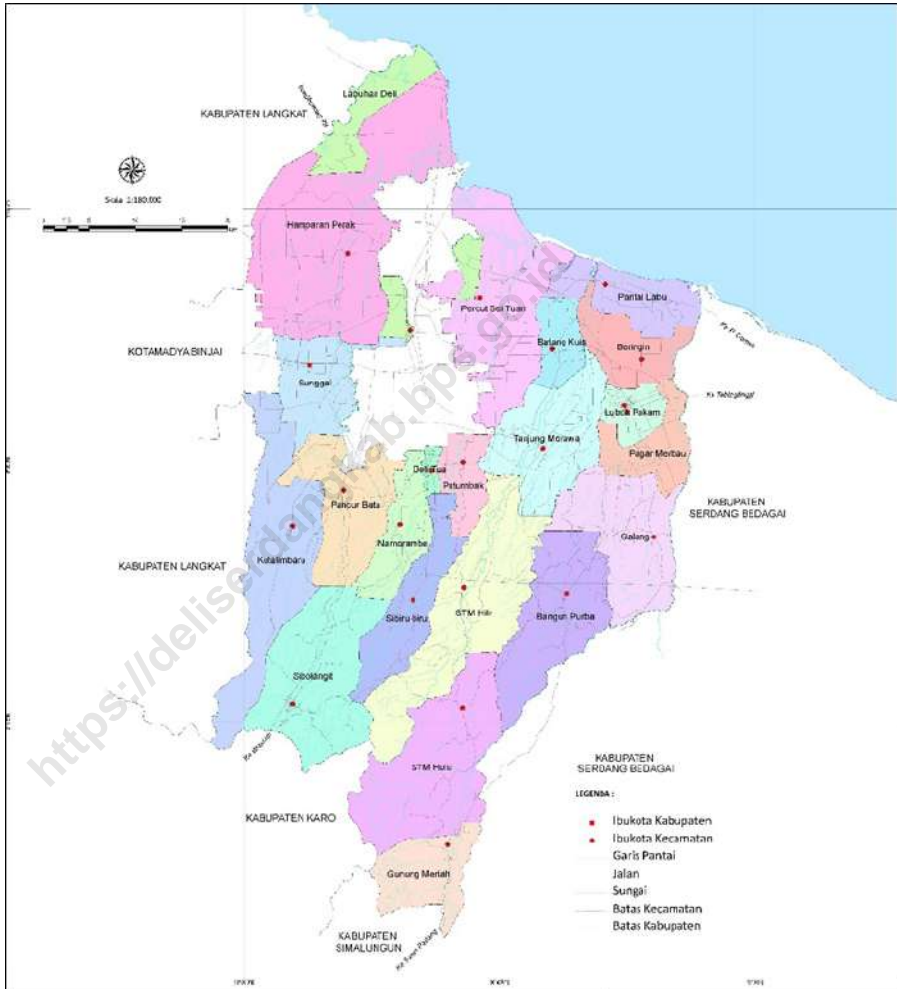 Labuhan Deli
KABUPATEN LANGKAT
Skala 1:180.000
Hamparan Perak
Percut Sei Tuan
Pantai Labu
Batang Kuis
Beringin
KOTAMADYA BINJAI
Sunggal
Ke Tebingtinggi
Lubuk Pakam
Tanjung Morawa
Pagar Merbau
Deli Tua
Patumbak
Pancur Batu
KABUPATEN
SERDANG BEDAGAI
Namorambe
Galang
Kutalimbaru
KABUPATEN LANGKAT
Sibiru-biru
STM Hilir
Bangun Purba
Sibolangit
STM Hulu
KABUPATEN
SERDANG BEDAGAI
LEGENDA :
Ibukota Kabupaten
Ibukota Kecamatan
Garis Pantai
Jalan
Sungai
Batas Kecamatan
Batas Kabupaten
KABUPATEN KARO
Gunung Meriah
KABUPATEN
SIMALUNGUN
https://deliserdangkab.bps.go.id